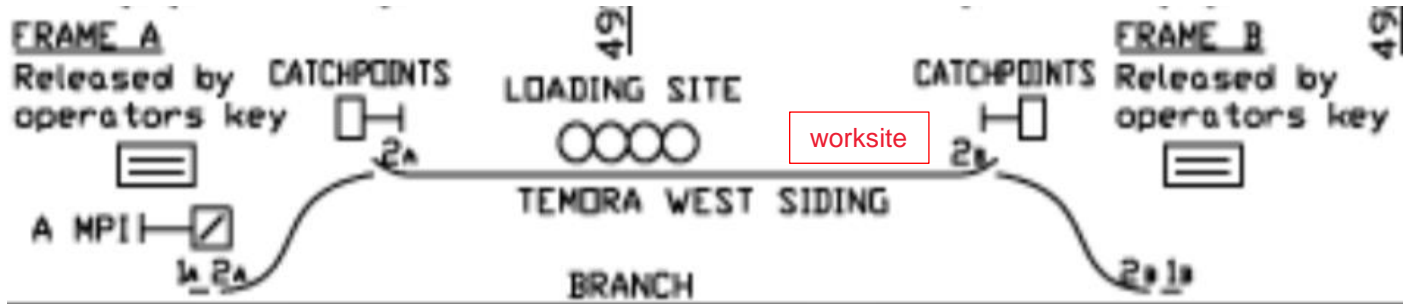 FRAME A
Released by
operators key
CATCHPOINTS
49
LOADING SITE
worksite
CATCHPOINTS
FRAME B
Released by
operators key
49
2A
2B
TEMORA WEST SIDING
A MPI
1A 2A
BRANCH
2B 1B